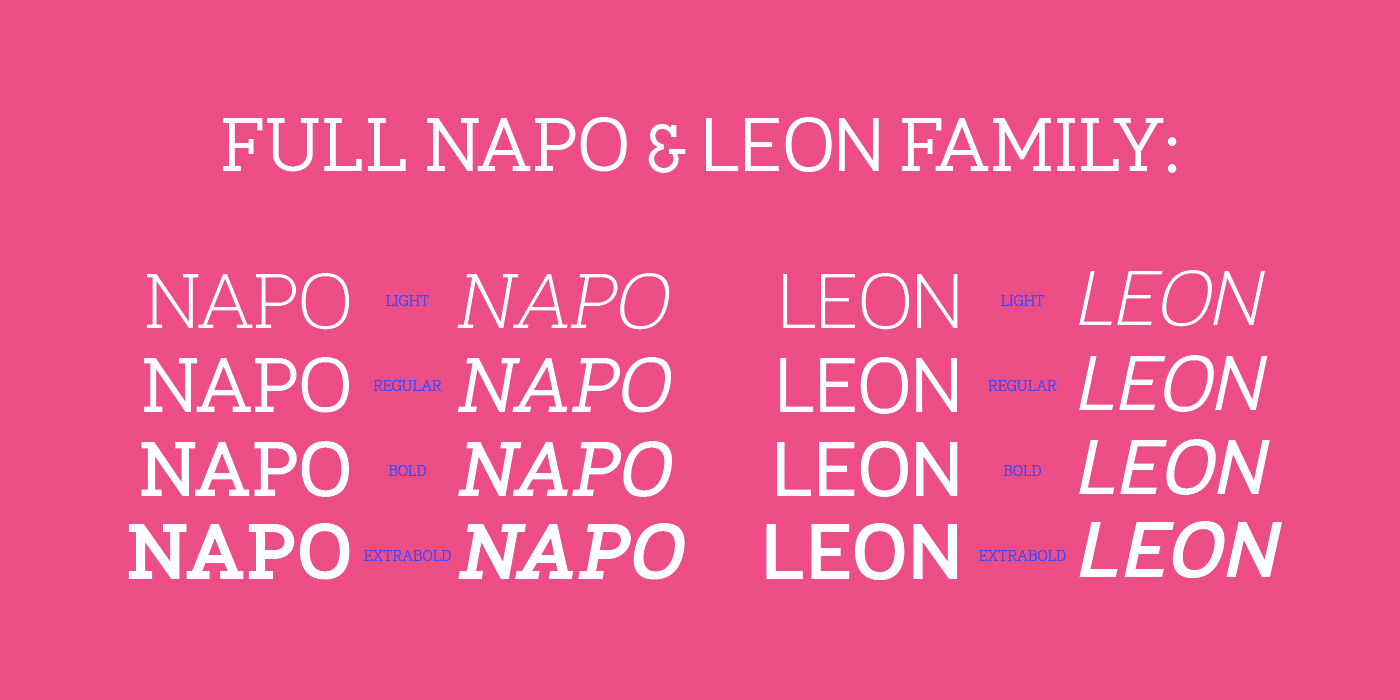 FULL NAPO & LEON FAMILY:
NAPO LIGHT NAPO LEON LIGHT LEON
NAPO REGULAR NAPO LEON REGULAR LEON
NAPO BOLD NAPO LEON BOLD LEON
NAPO EXTRABOLD NAPO LEON EXTRABOLD LEON